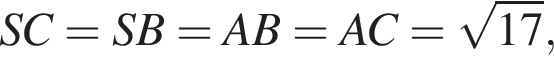 SC = SB = AB = AC = √17,